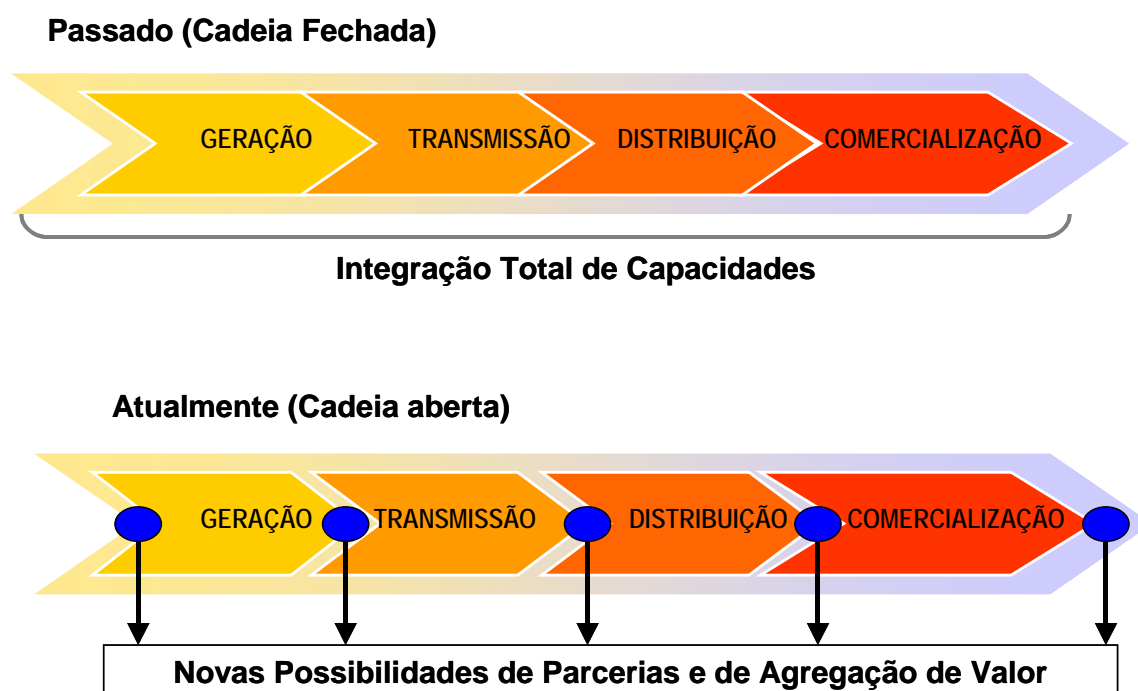 Passado (Cadeia Fechada)
GERAÇÃO TRANSMISSÃO DISTRIBUIÇÃO COMERCIALIZAÇÃO
Integração Total de Capacidades
Atualmente (Cadeia aberta)
GERAÇÃO TRANSMISSÃO DISTRIBUIÇÃO COMERCIALIZAÇÃO
Novas Possibilidades de Parcerias e de Agregação de Valor